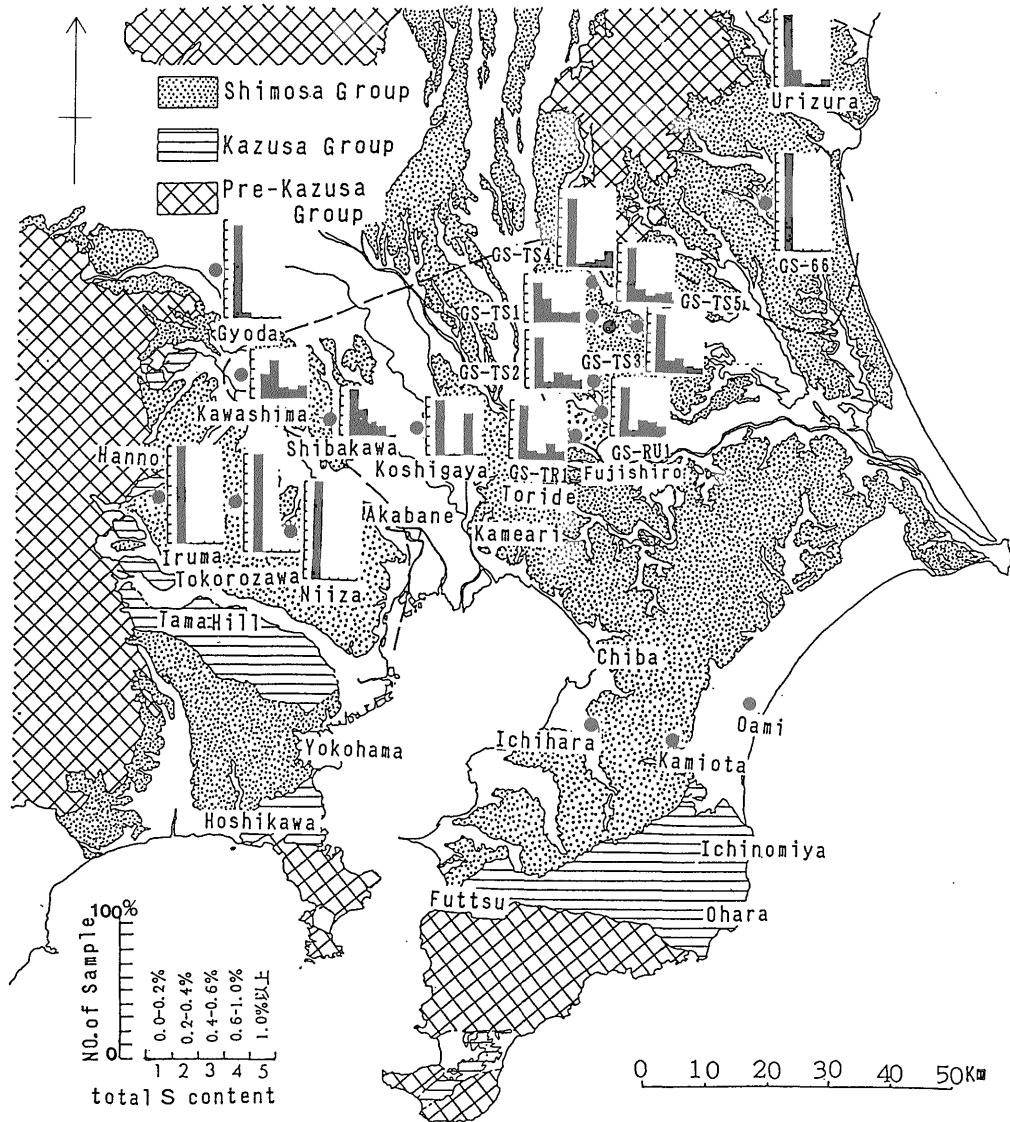 Shimosa Group
Kazusa Group
Pre-Kazusa
Group
Urizura
GS-66
GS-TS4
GS-TS5
GS-TS1
GS-TS3
GS-TS2
Gyoda
Kawashima
Shibakawa
Koshigaya
GS-TR1
GS-RU1
Fujishiro
Toride
Hanno
Akabane
Kameari
Iruma
Tokorozawa
Niiza
Tama Hill
Chiba
Oami
Ichihara
Kamiota
Yokohama
Hoshikawa
Ichinomiya
Futtsu
Ohara
100%
NO. of Sample
0
0.0-0.2%
0.2-0.4%
0.4-0.6%
0.6-1.0%
1.0%以上
1 2 3 4 5
total S content
0 10 20 30 50Km